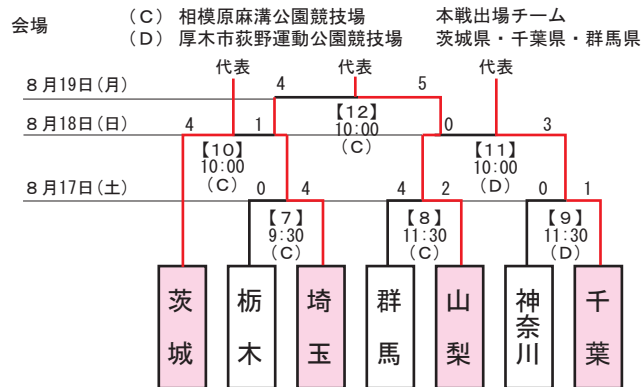 会場
(C) 相模原麻溝公園競技場
(D) 厚木市荻野運動公園競技場
本戦出場チーム
茨城県・千葉県・群馬県
代表 代表 代表
8月19日(月) 4 5
【12】
10:00
(C)
8月18日(日) 4 1 0 3
【10】
10:00
(C)
【11】
10:00
(D)
8月17日(土) 0 4 4 2 0 1
【7】
9:30
(C)
【8】
11:30
(C)
【9】
11:30
(D)
茨城 栃木 埼玉 群馬 山梨 神奈川 千葉